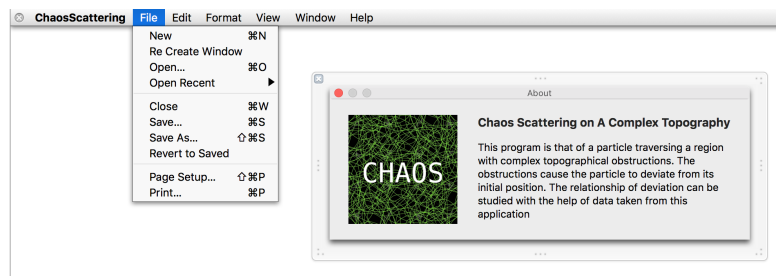 ChaosScattering File Edit Format View Window Help
New ⌘N
Re Create Window
Open... ⌘O
Open Recent ▶
Close ⌘W
Save... ⌘S
Save As... ⇧⌘S
Revert to Saved
Page Setup... ⇧⌘P
Print... ⌘P
About
CHAOS
Chaos Scattering on A Complex Topography
This program is that of a particle traversing a region
with complex topographical obstructions. The
obstructions cause the particle to deviate from its
initial position. The relationship of deviation can be
studied with the help of data taken from this
application